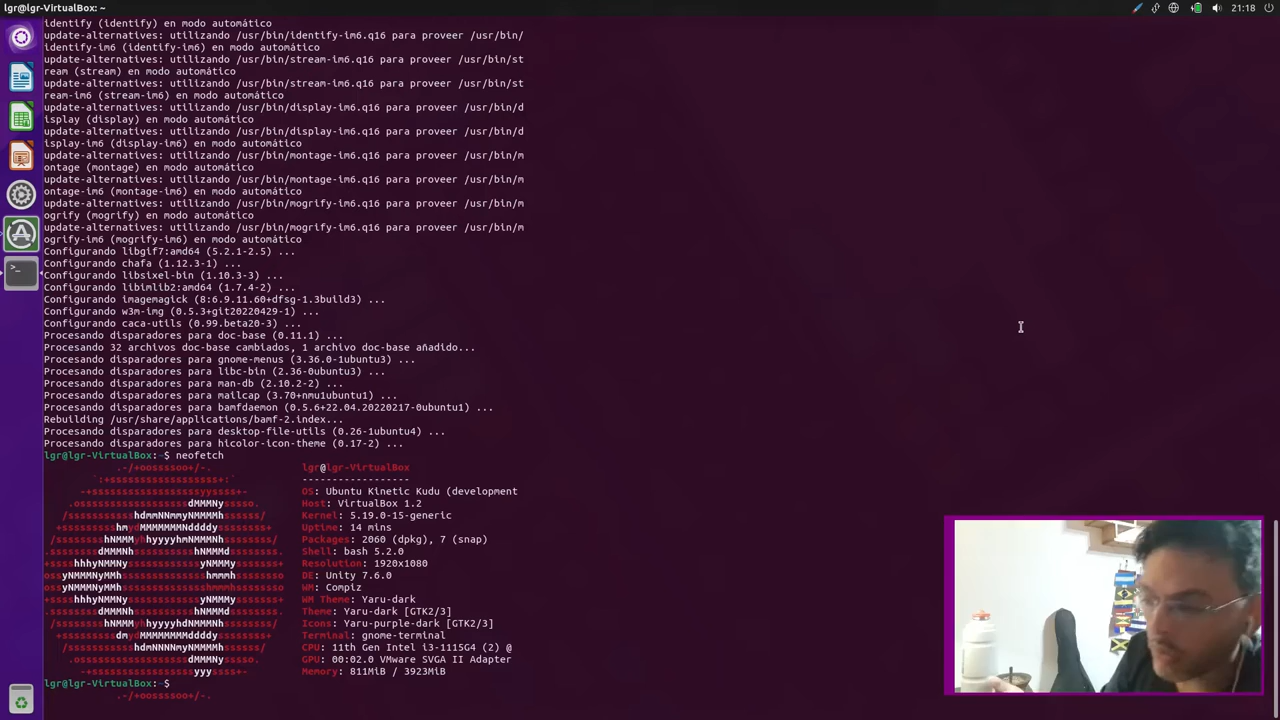 lgr@lgr-VirtualBox: ~
21:18
identify (identify) en modo automático
update-alternatives: utilizando /usr/bin/identify-im6.q16 para proveer /usr/bin/
identify-im6 (identify-im6) en modo automático
update-alternatives: utilizando /usr/bin/stream-im6.q16 para proveer /usr/bin/st
ream (stream) en modo automático
update-alternatives: utilizando /usr/bin/stream-im6.q16 para proveer /usr/bin/st
ream-im6 (stream-im6) en modo automático
update-alternatives: utilizando /usr/bin/display-im6.q16 para proveer /usr/bin/d
isplay (display) en modo automático
update-alternatives: utilizando /usr/bin/display-im6.q16 para proveer /usr/bin/d
isplay-im6 (display-im6) en modo automático
update-alternatives: utilizando /usr/bin/montage-im6.q16 para proveer /usr/bin/m
ontage (montage) en modo automático
update-alternatives: utilizando /usr/bin/montage-im6.q16 para proveer /usr/bin/m
ontage-im6 (montage-im6) en modo automático
update-alternatives: utilizando /usr/bin/mogrify-im6.q16 para proveer /usr/bin/m
ogrify (mogrify) en modo automático
update-alternatives: utilizando /usr/bin/mogrify-im6.q16 para proveer /usr/bin/m
ogrify-im6 (mogrify-im6) en modo automático
Configurando libgif7:amd64 (5.2.1-2.5) ...
Configurando chafa (1.12.3-1) ...
Configurando libsixel-bin (1.10.3-3) ...
Configurando libimlib2:amd64 (1.7.4-2) ...
Configurando imagemagick (8:6.9.11.60+dfsg-1.3build3) ...
Configurando w3m-img (0.5.3+git20220429-1) ...
Configurando caca-utils (0.99.beta20-3) ...
Procesando disparadores para doc-base (0.11.1) ...
Procesando 32 archivos doc-base cambiados, 1 archivo doc-base añadido...
Procesando disparadores para gnome-menus (3.36.0-1ubuntu3) ...
Procesando disparadores para libc-bin (2.36-0ubuntu3) ...
Procesando disparadores para man-db (2.10.2-2) ...
Procesando disparadores para mailcap (3.70+nmu1ubuntu1) ...
Procesando disparadores para bamfdaemon (0.5.6+22.04.20220217-0ubuntu1) ...
Rebuilding /usr/share/applications/bamf-2.index...
Procesando disparadores para desktop-file-utils (0.26-1ubuntu4) ...
Procesando disparadores para hicolor-icon-theme (0.17-2) ...
lgr@lgr-VirtualBox:~$ neofetch
.-/+oossssoo+/-. lgr@lgr-VirtualBox
`:+ssssssssssssssssss+:` ------------------
-+ssssssssssssssssssyyssss+- OS: Ubuntu Kinetic Kudu (development
.ossssssssssssssssssdMMMNysssso. Host: VirtualBox 1.2
/ssssssssssshdmmNNmmyNMMMMhssssss/ Kernel: 5.19.0-15-generic
+ssssssssshmydMMMMMMMNddddyssssssss+ Uptime: 14 mins
/sssssssshNMMMyhhyyyyhmNMMMNhssssssss/ Packages: 2060 (dpkg), 7 (snap)
.ssssssssdMMMNhsssssssssshNMMMdssssssss. Shell: bash 5.2.0
+sssshhhyNMMNyssssssssssssyNMMMysssssss+ Resolution: 1920x1080
ossyNMMMNyMMhsssssssssssssshmmmhssssssso DE: Unity 7.6.0
ossyNMMMNyMMhsssssssssssssshmmmhssssssso WM: Compiz
+sssshhhyNMMNyssssssssssssyNMMMysssssss+ WM Theme: Yaru-dark
.ssssssssdMMMNhsssssssssshNMMMdssssssss. Theme: Yaru-dark [GTK2/3]
/sssssssshNMMMyhhyyyyhdNMMMNhssssssss/ Icons: Yaru-purple-dark [GTK2/3]
+sssssssssdmydMMMMMMMMddddyssssssss+ Terminal: gnome-terminal
/ssssssssssshdmNNNNmyNMMMMhssssss/ CPU: 11th Gen Intel i3-1115G4 (2) @
.ossssssssssssssssssdMMMNysssso. GPU: 00:02.0 VMware SVGA II Adapter
-+sssssssssssssssssyyyssss+- Memory: 811MiB / 3923MiB
lgr@lgr-VirtualBox:~$
.-/+oossssoo+/-.